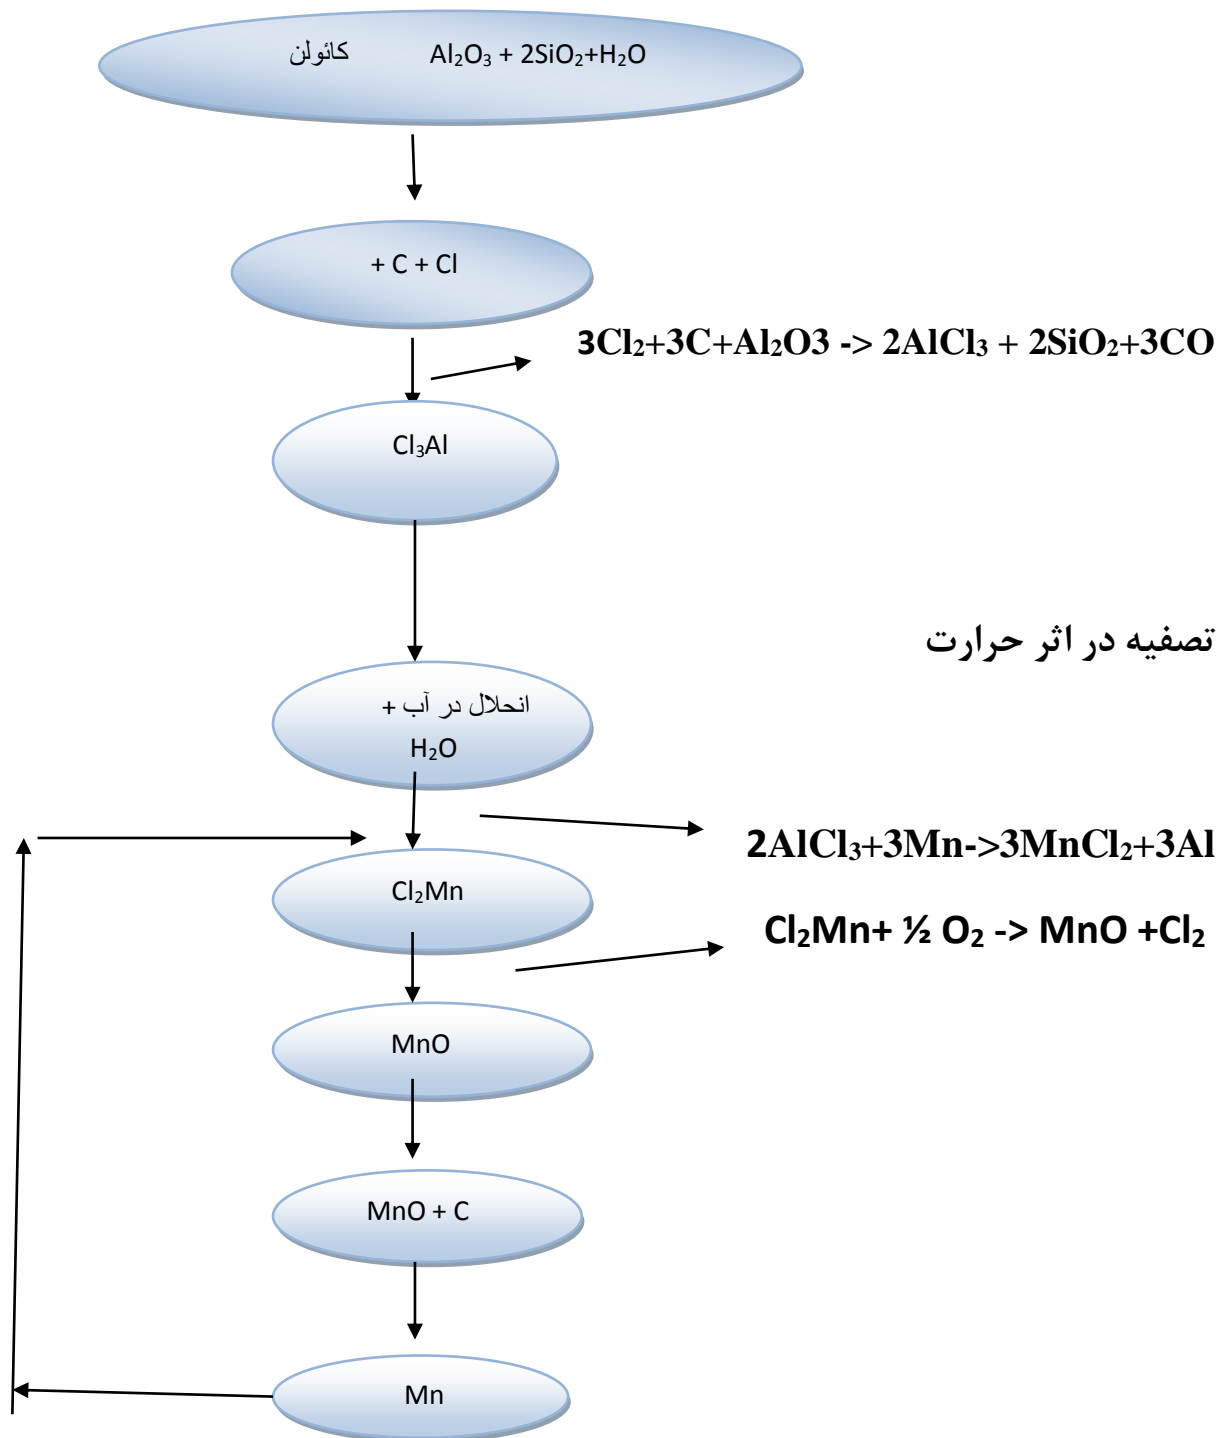 کائولن Al₂O₃ + 2SiO₂+H₂O
+ C + Cl
3Cl₂+3C+Al₂O3 -> 2AlCl₃ + 2SiO₂+3CO
Cl₃Al
تصفیه در اثر حرارت
انحلال در آب +
H₂O
2AlCl₃+3Mn->3MnCl₂+3Al
Cl₂Mn
Cl₂Mn+ ½ O₂ -> MnO +Cl₂
MnO
MnO + C
Mn